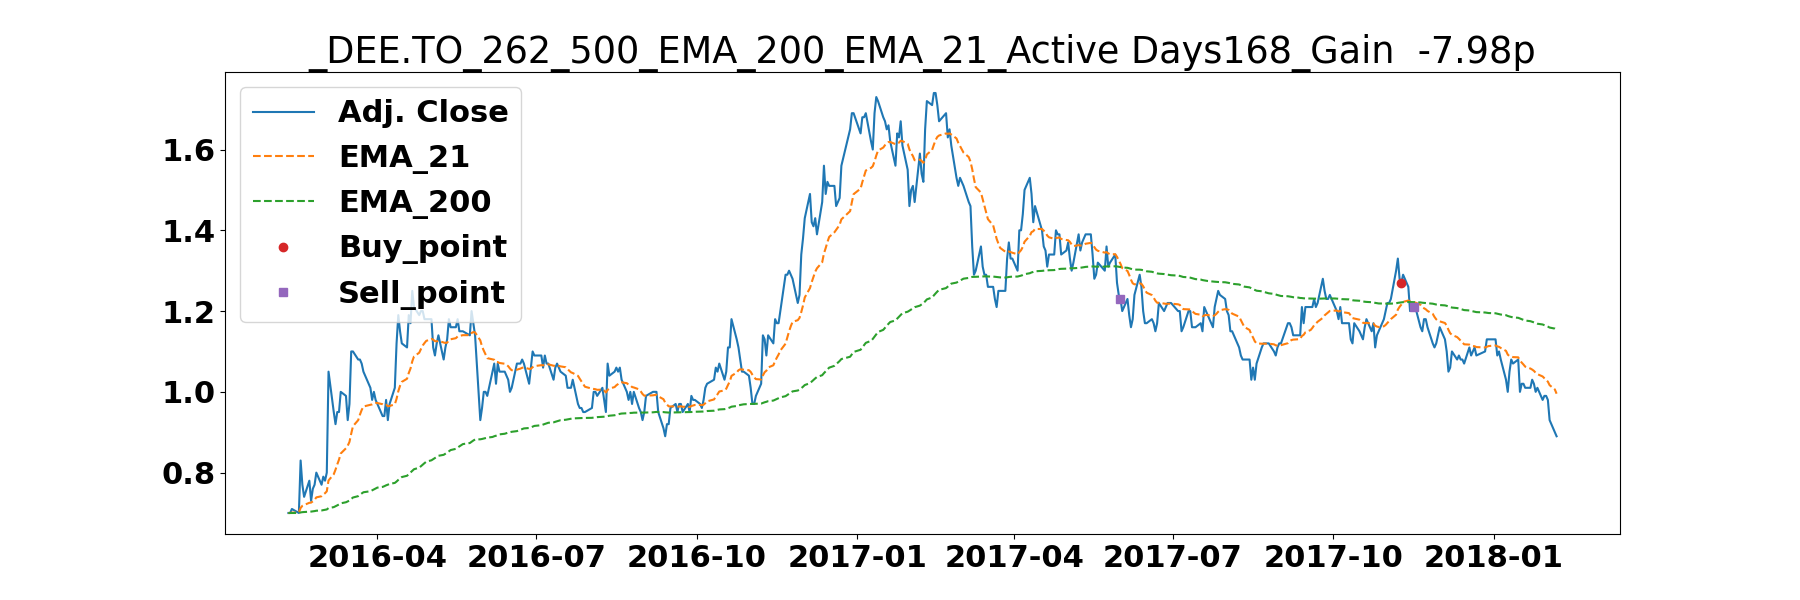 _DEE.TO_262_500_EMA_200_EMA_21_Active Days168_Gain  -7.98p
Adj. Close
EMA_21
EMA_200
Buy_point
Sell_point
1.6
1.4
1.2
1.0
0.8
2016-04 2016-07 2016-10 2017-01 2017-04 2017-07 2017-10 2018-01